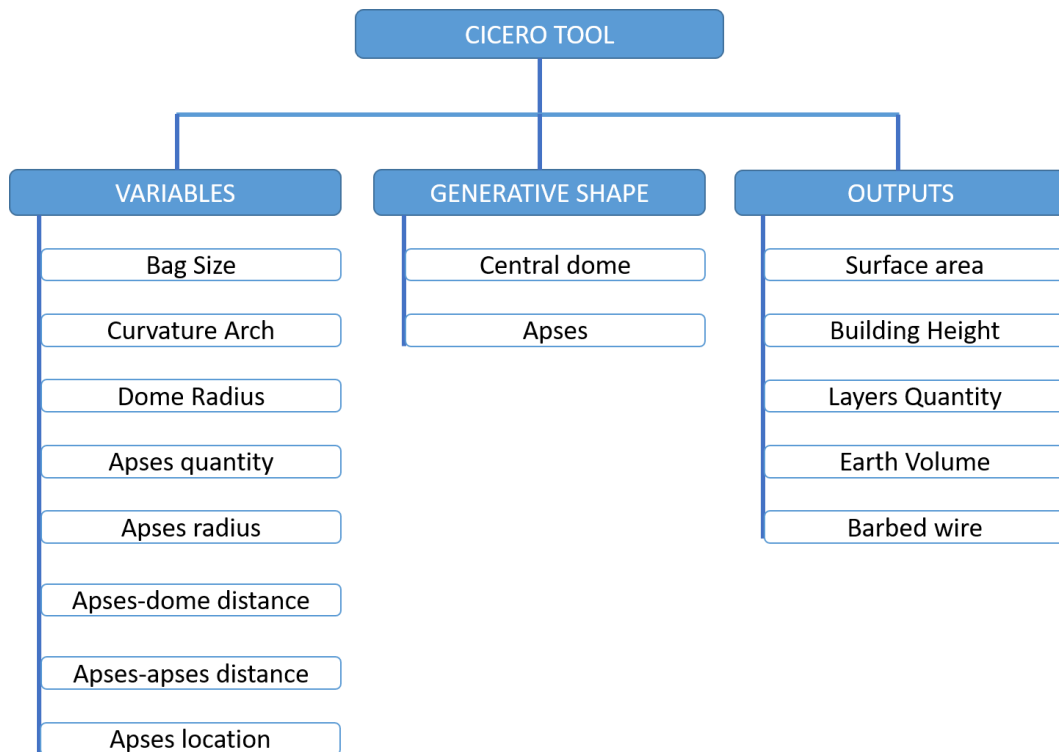 CICERO TOOL
VARIABLES
Bag Size
Curvature Arch
Dome Radius
Apses quantity
Apses radius
Apses-dome distance
Apses-apses distance
Apses location
GENERATIVE SHAPE
Central dome
Apses
OUTPUTS
Surface area
Building Height
Layers Quantity
Earth Volume
Barbed wire